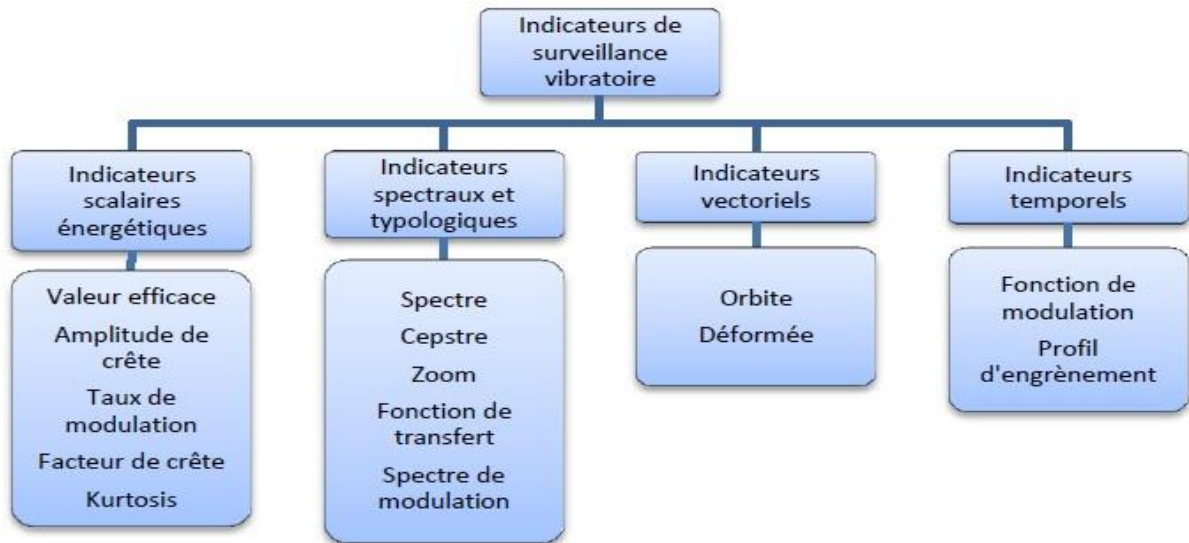 Indicateurs de
surveillance
vibratoire
Indicateurs
scalaires
énergétiques
Valeur efficace
Amplitude de
crête
Taux de
modulation
Facteur de crête
Kurtosis
Indicateurs
spectraux et
typologiques
Spectre
Cepstre
Zoom
Fonction de
transfert
Spectre de
modulation
Indicateurs
vectoriels
Orbite
Déformée
Indicateurs
temporels
Fonction de
modulation
Profil
d'engrènement